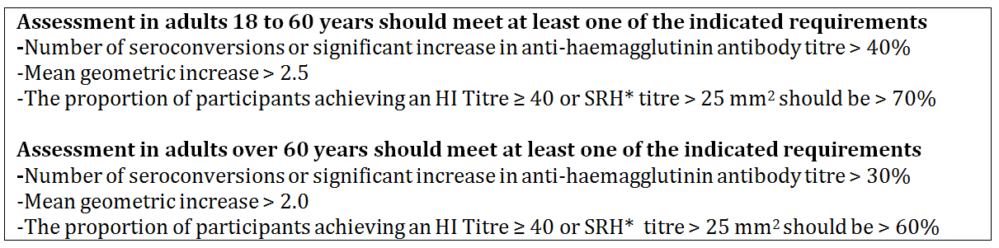 Assessment in adults 18 to 60 years should meet at least one of the indicated requirements
-Number of seroconversions or significant increase in anti-haemagglutinin antibody titre > 40%
-Mean geometric increase > 2.5
-The proportion of participants achieving an HI Titre ≥ 40 or SRH* titre > 25 mm² should be > 70%
Assessment in adults over 60 years should meet at least one of the indicated requirements
-Number of seroconversions or significant increase in anti-haemagglutinin antibody titre > 30%
-Mean geometric increase > 2.0
-The proportion of participants achieving an HI Titre ≥ 40 or SRH* titre > 25 mm² should be > 60%